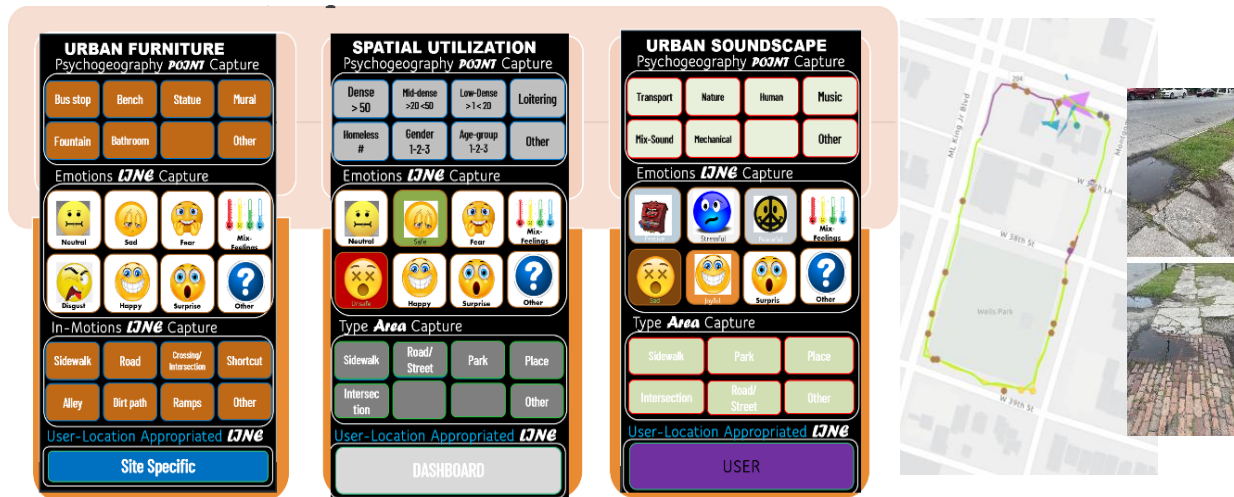 URBAN FURNITURE
Psychogeography POINT Capture
Bus stop
Bench
Statue
Mural
Fountain
Bathroom
Other
Emotions LINE Capture
Neutral
Sad
Fear
Mix-
Feelings
Disgust
Happy
Surprise
Other
In-Motions LINE Capture
Sidewalk
Road
Crossing/
Intersection
Shortcut
Alley
Dirt path
Ramps
Other
User-Location Appropriated LINE
Site Specific
SPATIAL UTILIZATION
Psychogeography POINT Capture
Dense
> 50
Mid-dense
>20 <50
Low-Dense
> 1 < 20
Loitering
Homeless
#
Gender
1-2-3
Age-group
1-2-3
Other
Emotions LINE Capture
Neutral
Safe
Fear
Mix-
Feelings
Unsafe
Happy
Surprise
Other
Type Area Capture
Sidewalk
Road/
Street
Park
Place
Intersec
tion
Other
User-Location Appropriated LINE
DASHBOARD
URBAN SOUNDSCAPE
Psychogeography POINT Capture
Transport
Nature
Human
Music
Mix-Sound
Mechanical
Other
Emotions LINE Capture
Stressful
Peaceful
Mix-
Feelings
Sad
Joyful
Surpris
Other
Type Area Capture
Sidewalk
Park
Place
Intersection
Road/
Street
Other
User-Location Appropriated LINE
USER
204
ML King Jr Blvd
W 38th St
Wells Park
W 39th St